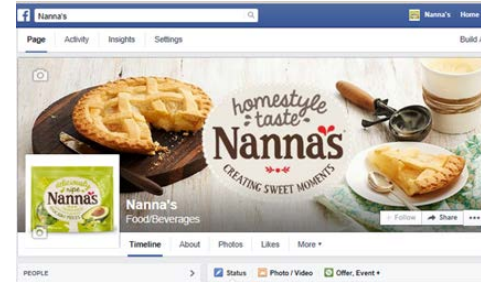 Nanna's
Nanna's Home
Page Activity Insights Settings
Build
homestyle
taste
Nanna's
CREATING SWEET MOMENTS
ripe
Nanna's
Nanna's
Food/Beverages
Follow Share
Timeline About Photos Likes More
PEOPLE
Status Photo / Video Offer, Event +